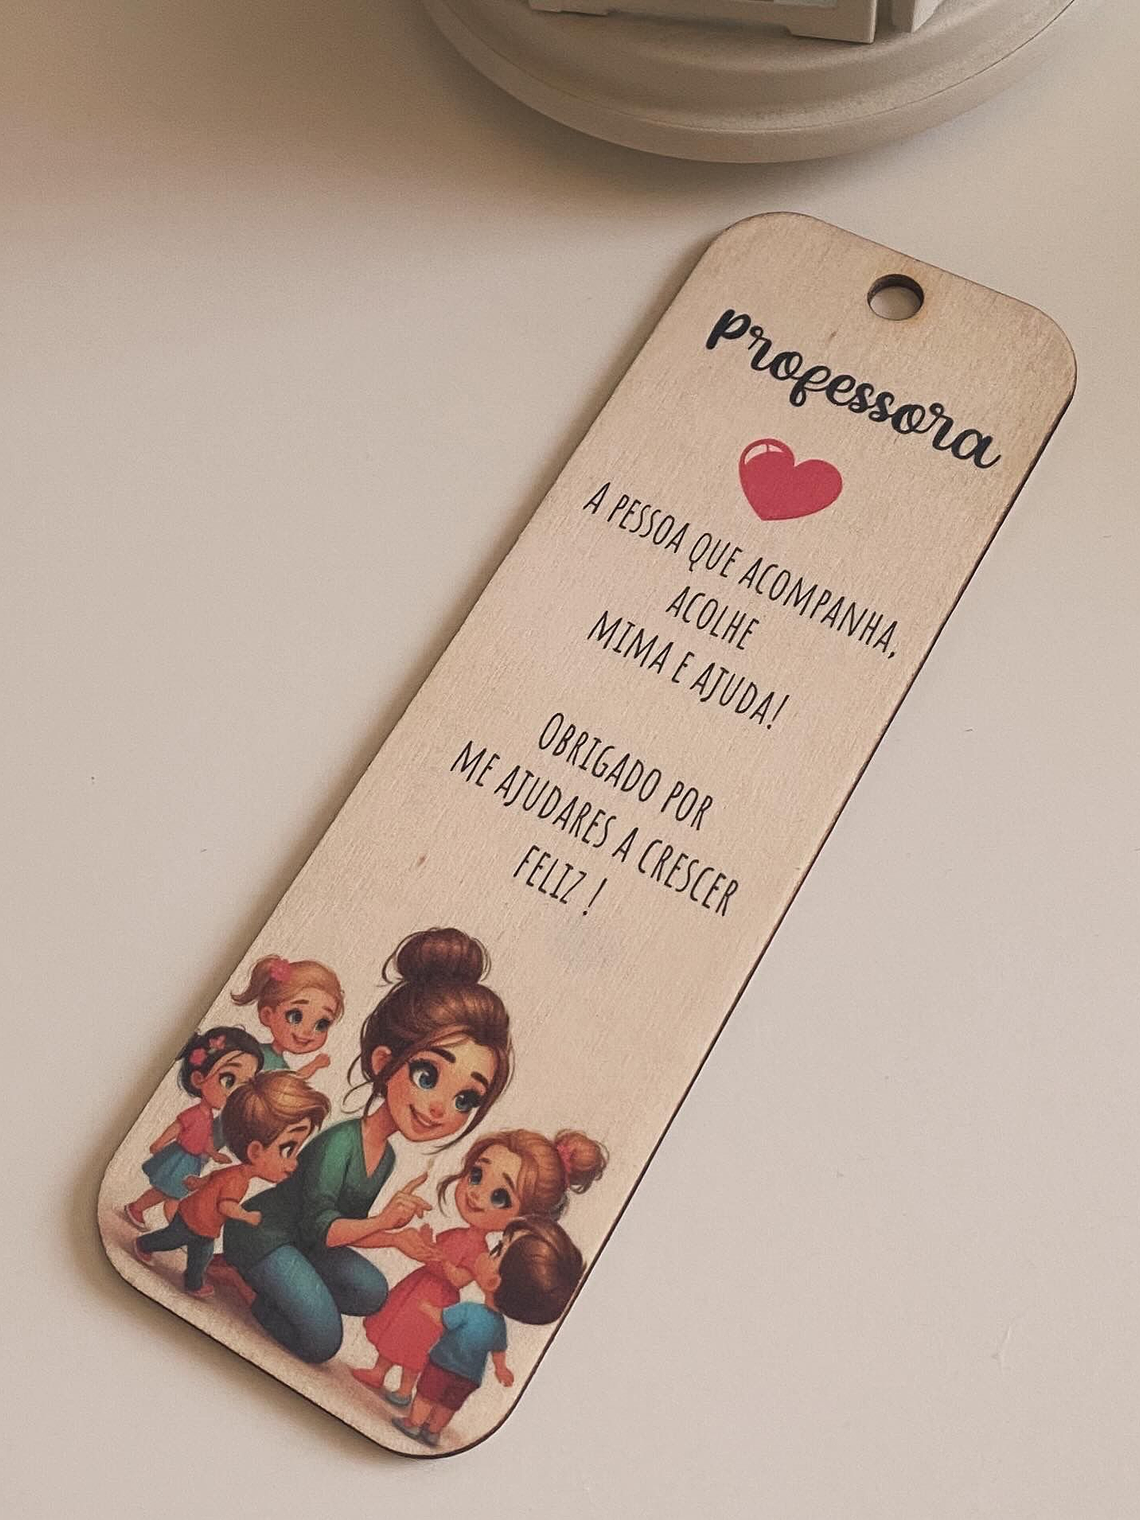 Professora
A PESSOA QUE ACOMPANHA,
ACOLHE
MIMA E AJUDA!
OBRIGADO POR
ME AJUDARES A CRESCER
FELIZ !